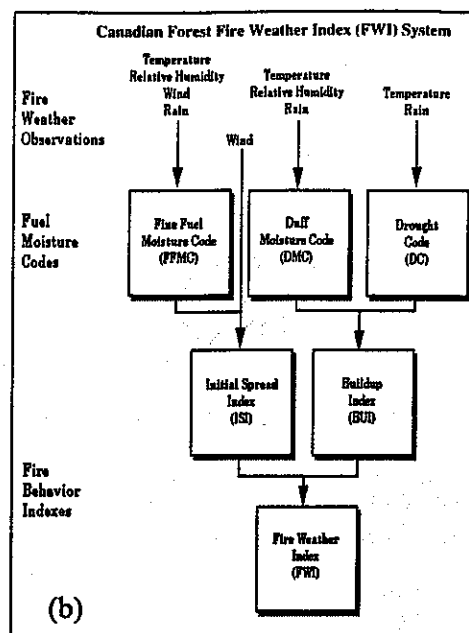 Canadian Forest Fire Weather Index (FWI) System
Fire
Weather
Observations
Temperature
Relative Humidity
Wind
Rain
Wind
Temperature
Relative Humidity
Rain
Temperature
Rain
Fuel
Moisture
Codes
Fine Fuel
Moisture Code
(FFMC)
Duff
Moisture Code
(DMC)
Drought
Code
(DC)
Initial Spread
Index
(ISI)
Buildup
Index
(BUI)
Fire
Behavior
Indexes
Fire Weather
Index
(FWI)
(b)